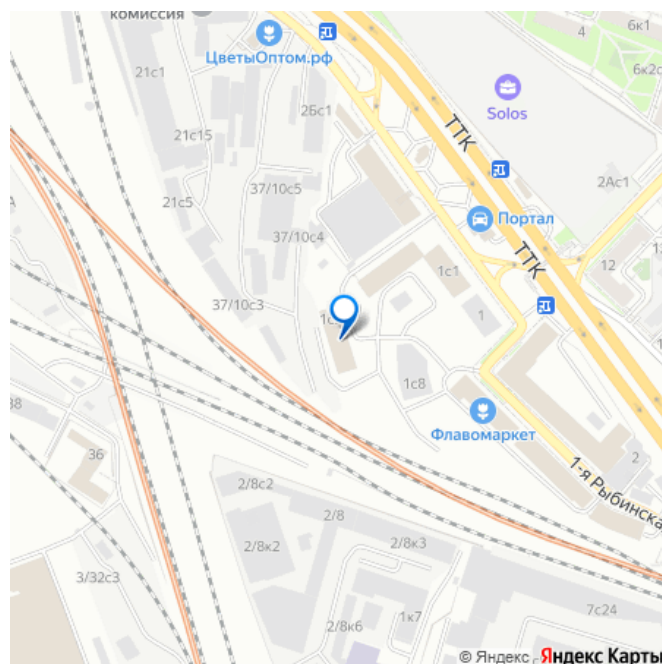 комиссия
ЦветыОптом.рф
4
6к1
6к2с
21с1
2Бс1
Solos
ТТК
21с15
37/10с5
21с5
2Ас1
Портал
37/10с4
ТТК
12
1с1
37/10с3
1
1с8
Флавомаркет
38
36
2
1-я Рыбинска
2/8с2
2/8
2/8к2
2/8к3
3/32с3
1к7
2/8к6
7с24
© Яндекс
Яндекс Карты